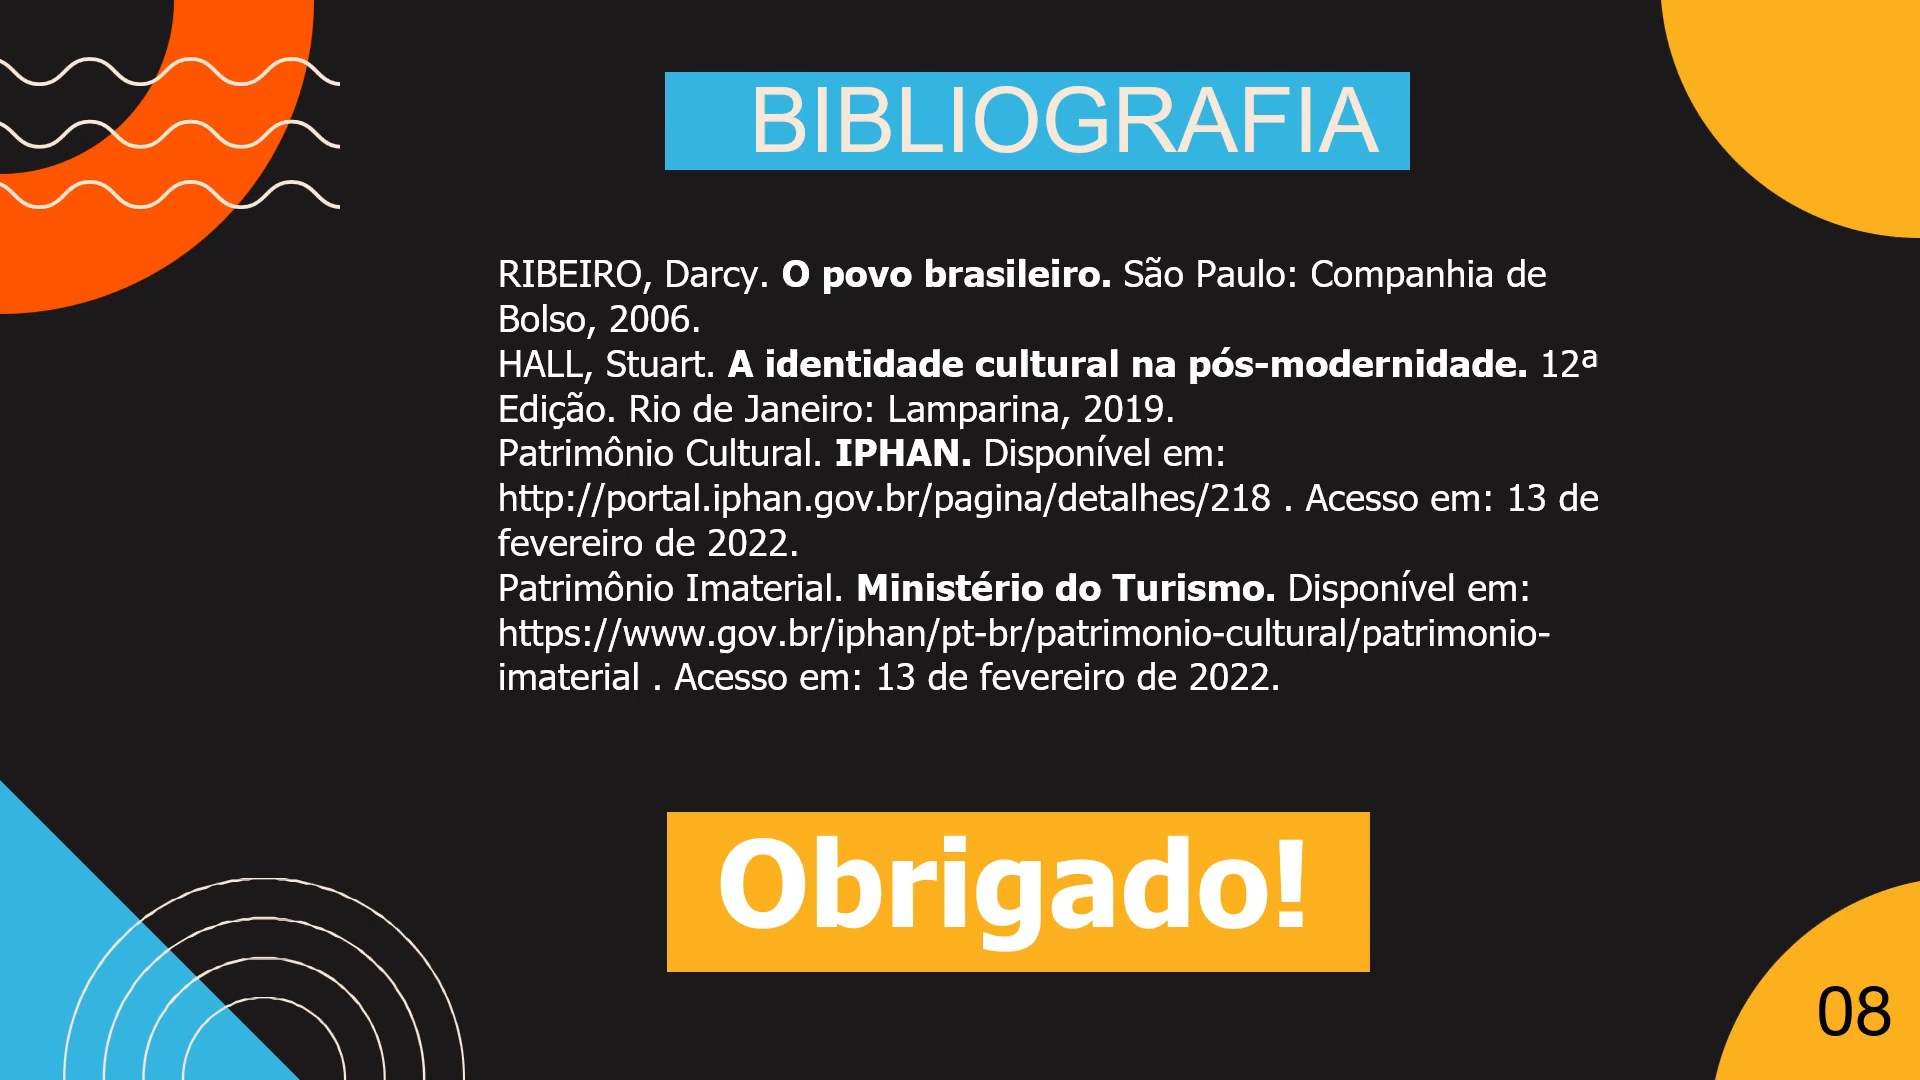 BIBLIOGRAFIA
RIBEIRO, Darcy. O povo brasileiro. São Paulo: Companhia de
Bolso, 2006.
HALL, Stuart. A identidade cultural na pós-modernidade. 12ª
Edição. Rio de Janeiro: Lamparina, 2019.
Patrimônio Cultural. IPHAN. Disponível em:
http://portal.iphan.gov.br/pagina/detalhes/218 . Acesso em: 13 de
fevereiro de 2022.
Patrimônio Imaterial. Ministério do Turismo. Disponível em:
https://www.gov.br/iphan/pt-br/patrimonio-cultural/patrimonio-
imaterial . Acesso em: 13 de fevereiro de 2022.
Obrigado!
08